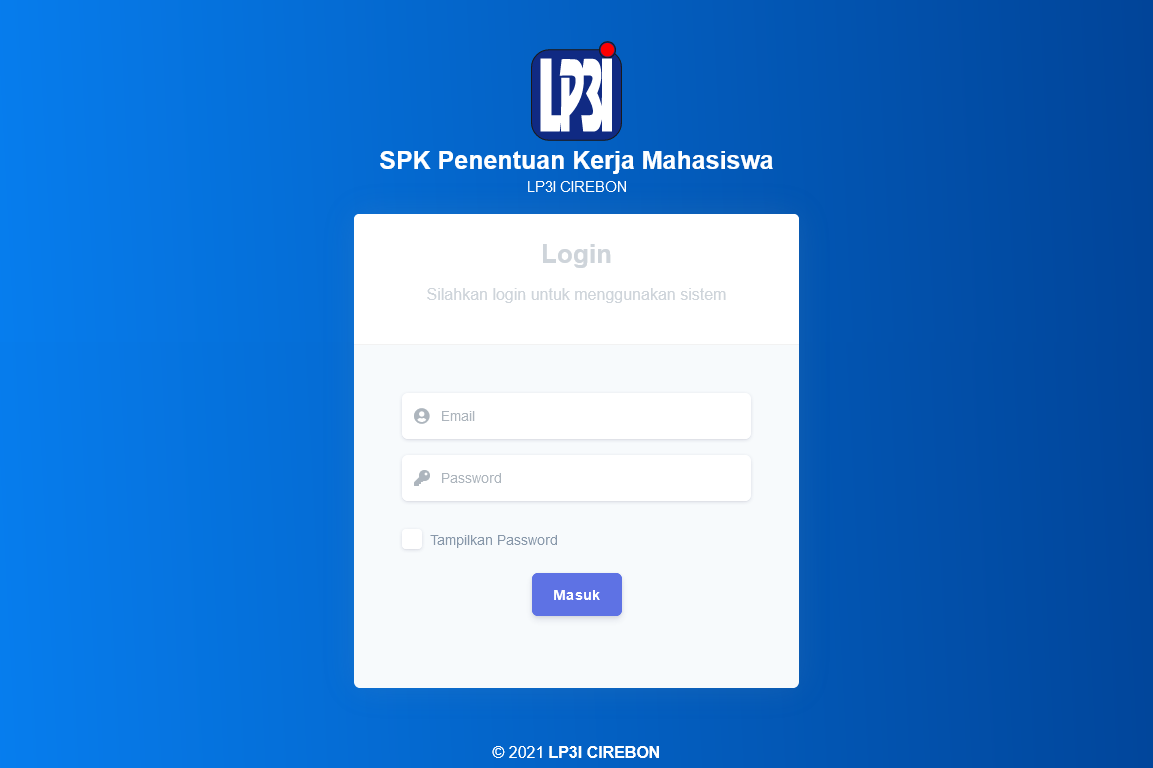 LP3I
SPK Penentuan Kerja Mahasiswa
LP3I CIREBON
Login
Silahkan login untuk menggunakan sistem
Email
Password
Tampilkan Password
Masuk
© 2021 LP3I CIREBON